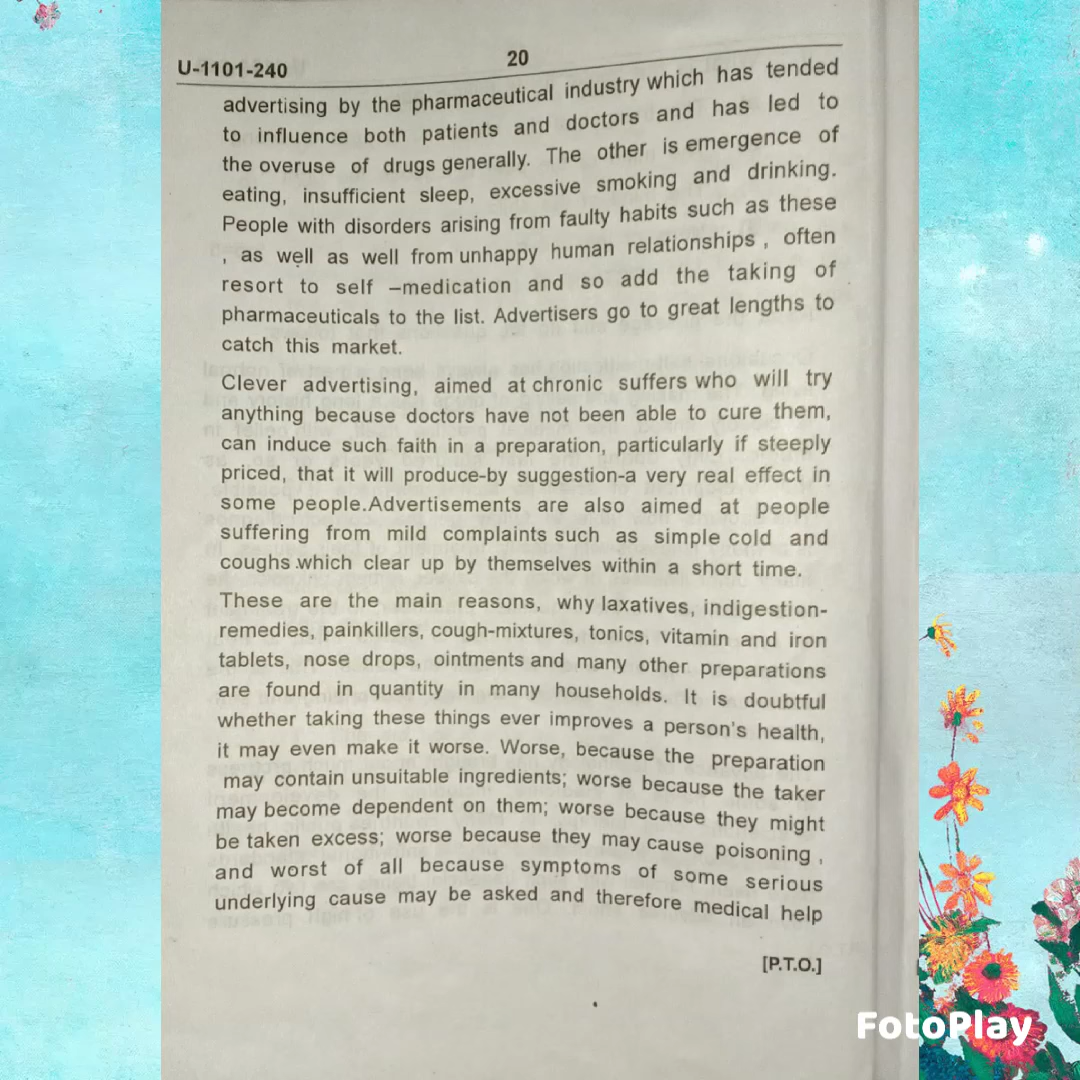 U-1101-240
20
advertising by the pharmaceutical industry which has tended
to influence both patients and doctors and has led to
the overuse of drugs generally. The other is emergence of
eating, insufficient sleep, excessive smoking and drinking.
People with disorders arising from faulty habits such as these
, as well as well from unhappy human relationships , often
resort to self –medication and so add the taking of
pharmaceuticals to the list. Advertisers go to great lengths to
catch this market.
Clever advertising, aimed at chronic suffers who will try
anything because doctors have not been able to cure them,
can induce such faith in a preparation, particularly if steeply
priced, that it will produce-by suggestion-a very real effect in
some people.Advertisements are also aimed at people
suffering from mild complaints such as simple cold and
coughs which clear up by themselves within a short time.
These are the main reasons, why laxatives, indigestion-
remedies, painkillers, cough-mixtures, tonics, vitamin and iron
tablets, nose drops, ointments and many other preparations
are found in quantity in many households. It is doubtful
whether taking these things ever improves a person's health,
it may even make it worse. Worse, because the preparation
may contain unsuitable ingredients; worse because the taker
may become dependent on them; worse because they might
be taken excess; worse because they may cause poisoning ,
and worst of all because symptoms of some serious
underlying cause may be asked and therefore medical help
[P.T.O.]
FotoPlay